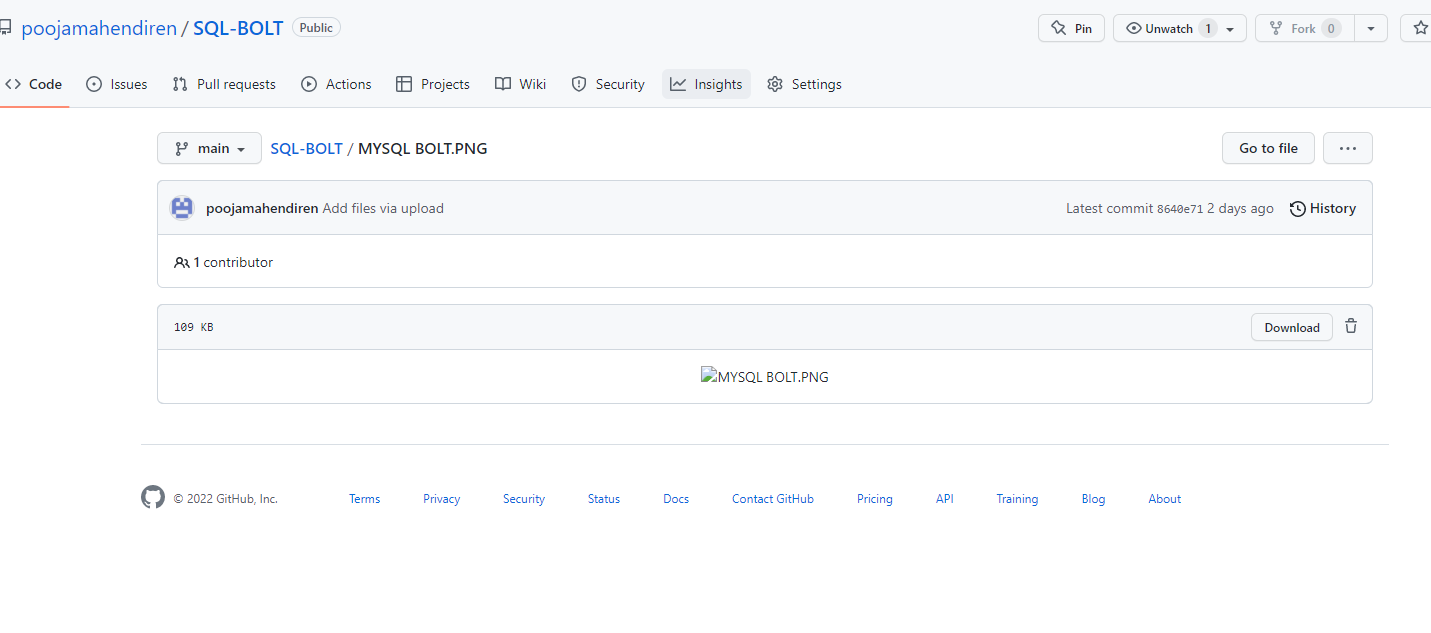 poojamahendiren / SQL-BOLT Public Pin Unwatch 1 Fork 0
Code Issues Pull requests Actions Projects Wiki Security Insights Settings
main SQL-BOLT / MYSQL BOLT.PNG Go to file ...
poojamahendiren Add files via upload Latest commit 8640e71 2 days ago History
1 contributor
109 KB Download
MYSQL BOLT.PNG
© 2022 GitHub, Inc. Terms Privacy Security Status Docs Contact GitHub Pricing API Training Blog About